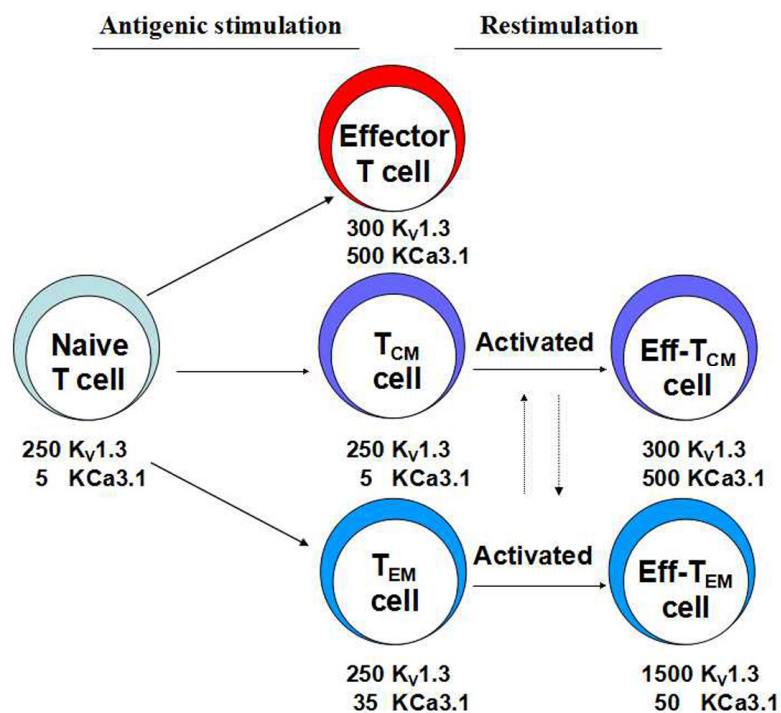 Antigenic stimulation
Restimulation
Effector
T cell
300 Kv1.3
500 KCa3.1
Naive
T cell
250 Kv1.3
5 KCa3.1
TCM
cell
250 Kv1.3
5 KCa3.1
Activated
Eff-TCM
cell
300 Kv1.3
500 KCa3.1
TEM
cell
250 Kv1.3
35 KCa3.1
Activated
Eff-TEM
cell
1500 Kv1.3
50 KCa3.1